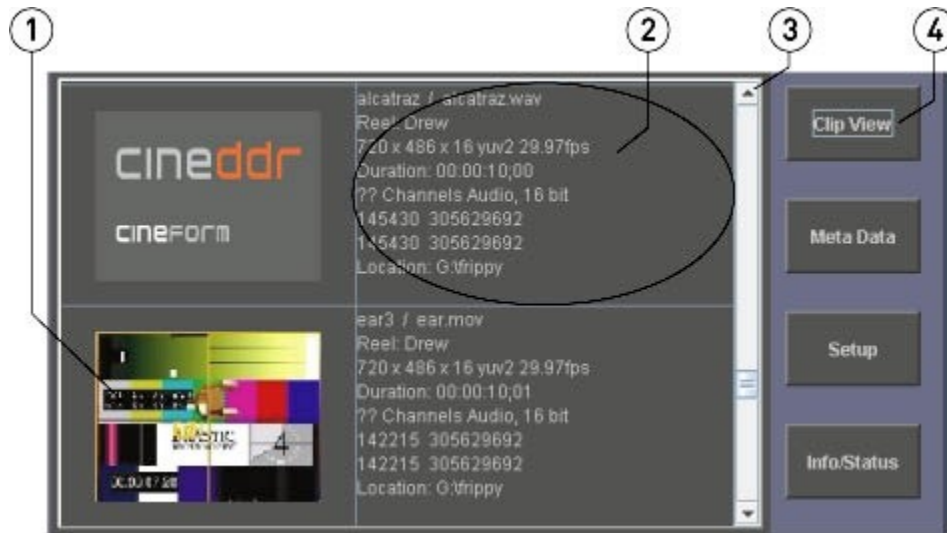 1
2
3
4
cineddr
cineform
alcatraz / alcatraz.wav
Reel: Drew
720 x 486 x 16 yuv2 29.97fps
Duration: 00:00:10;00
?? Channels Audio, 16 bit
145430 305629692
145430 305629692
Location: G:\frippy
ear3 / ear.mov
Reel: Drew
720 x 486 x 16 yuv2 29.97fps
Duration: 00:00:10;01
?? Channels Audio, 16 bit
142215 305629692
142215 305629692
Location: G:\frippy
4
Clip View
Meta Data
Setup
Info/Status